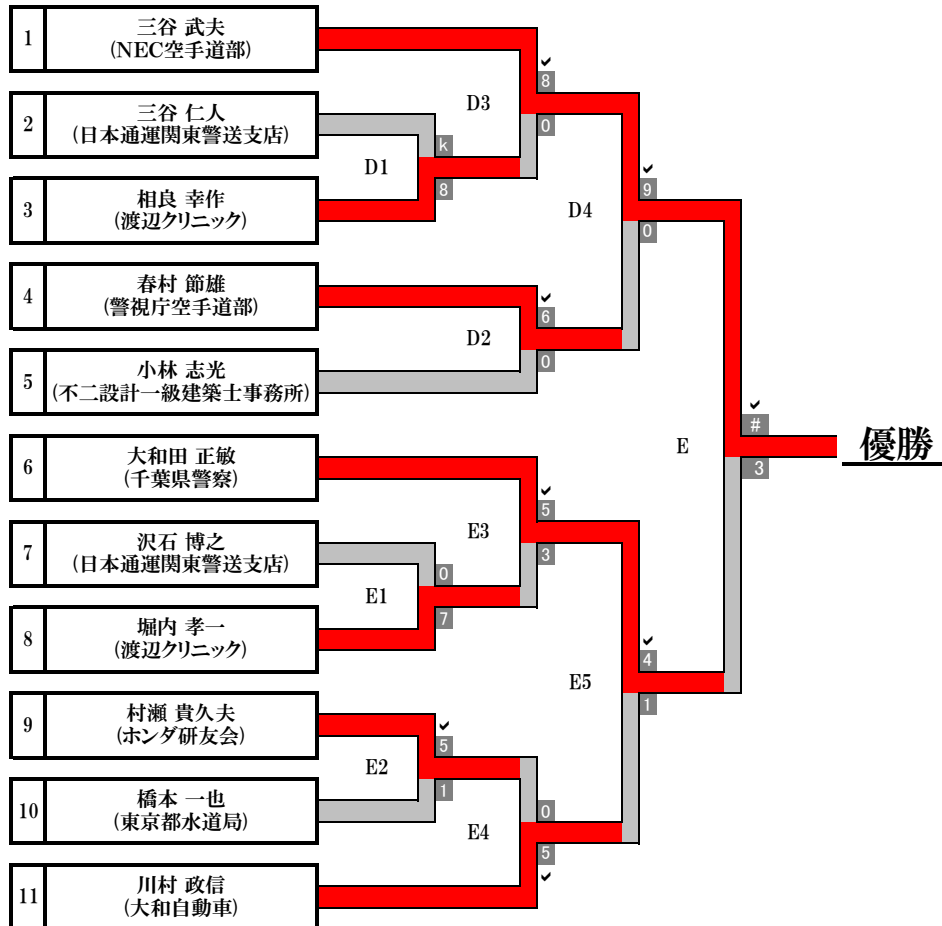 1
三谷 武夫
(NEC空手道部)
2
三谷 仁人
(日本通運関東警送支店)
3
相良 幸作
(渡辺クリニック)
4
春村 節雄
(警視庁空手道部)
5
小林 志光
(不二設計一級建築士事務所)
6
大和田 正敏
(千葉県警察)
7
沢石 博之
(日本通運関東警送支店)
8
堀内 孝一
(渡辺クリニック)
9
村瀬 貴久夫
(ホンダ研友会)
10
橋本 一也
(東京都水道局)
11
川村 政信
(大和自動車)
D1
k
8
E1
0
7
E2
✔
5
1
D3
✔
8
0
D2
✔
6
0
E3
✔
5
3
E4
0
5
✔
D4
✔
9
0
E5
✔
4
1
E
✔
#
3
優勝